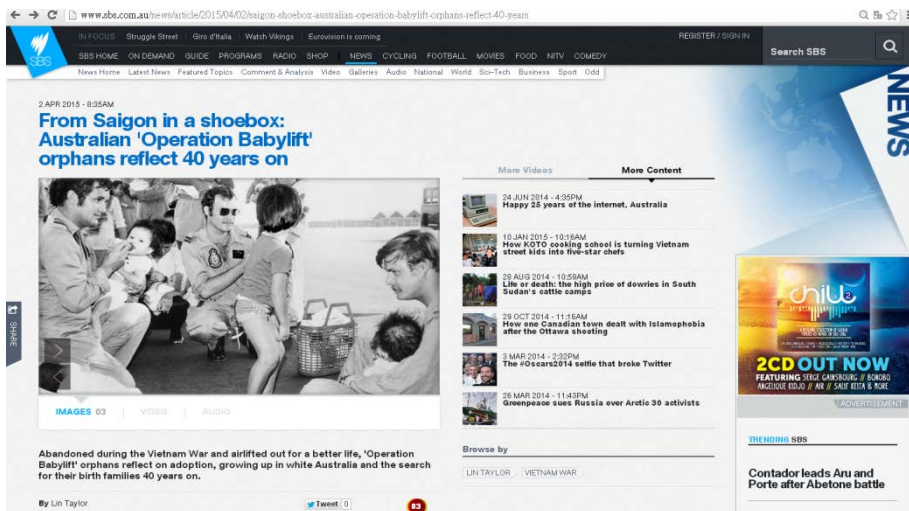 www.sbs.com.au/news/article/2015/04/02/saigon-shoebox-australian-operation-babylift-orphans-reflect-40-years
IN FOCUS Struggle Street Giro d'Italia Watch Vikings Eurovision is coming
REGISTER / SIGN IN
SBS
SBS HOME ON DEMAND GUIDE PROGRAMS RADIO SHOP NEWS CYCLING FOOTBALL MOVIES FOOD NITV COMEDY
Search SBS
News Home Latest News Featured Topics Comment & Analysis Video Galleries Audio National World Sci-Tech Business Sport Odd
NEWS
2 APR 2015 - 8:35AM
From Saigon in a shoebox:
Australian 'Operation Babylift'
orphans reflect 40 years on
SHARE
IMAGES 03 VIDEO AUDIO
Abandoned during the Vietnam War and airlifted out for a better life, 'Operation
Babylift' orphans reflect on adoption, growing up in white Australia and the search
for their birth families 40 years on.
By Lin Taylor
Tweet 0
83
More Videos More Content
24 JUN 2014 - 4:35PM
Happy 25 years of the internet, Australia
10 JAN 2015 - 10:16AM
How KOTO cooking school is turning Vietnam
street kids into five-star chefs
28 AUG 2014 - 10:59AM
Life or death: the high price of dowries in South
Sudan's cattle camps
29 OCT 2014 - 11:16AM
How one Canadian town dealt with Islamophobia
after the Ottawa shooting
3 MAR 2014 - 2:32PM
The #Oscars2014 selfie that broke Twitter
26 MAR 2014 - 11:43PM
Greenpeace sues Russia over Arctic 30 activists
Browse by
LIN TAYLOR VIETNAM WAR
chill 2
2CD OUT NOW
FEATURING SERGE GAINSBOURG // BONOBO
ANGELIQUE KIDJO // AIR // SALIF KEITA & MORE
ADVERTISEMENT
TRENDING SBS
Contador leads Aru and
Porte after Abetone battle